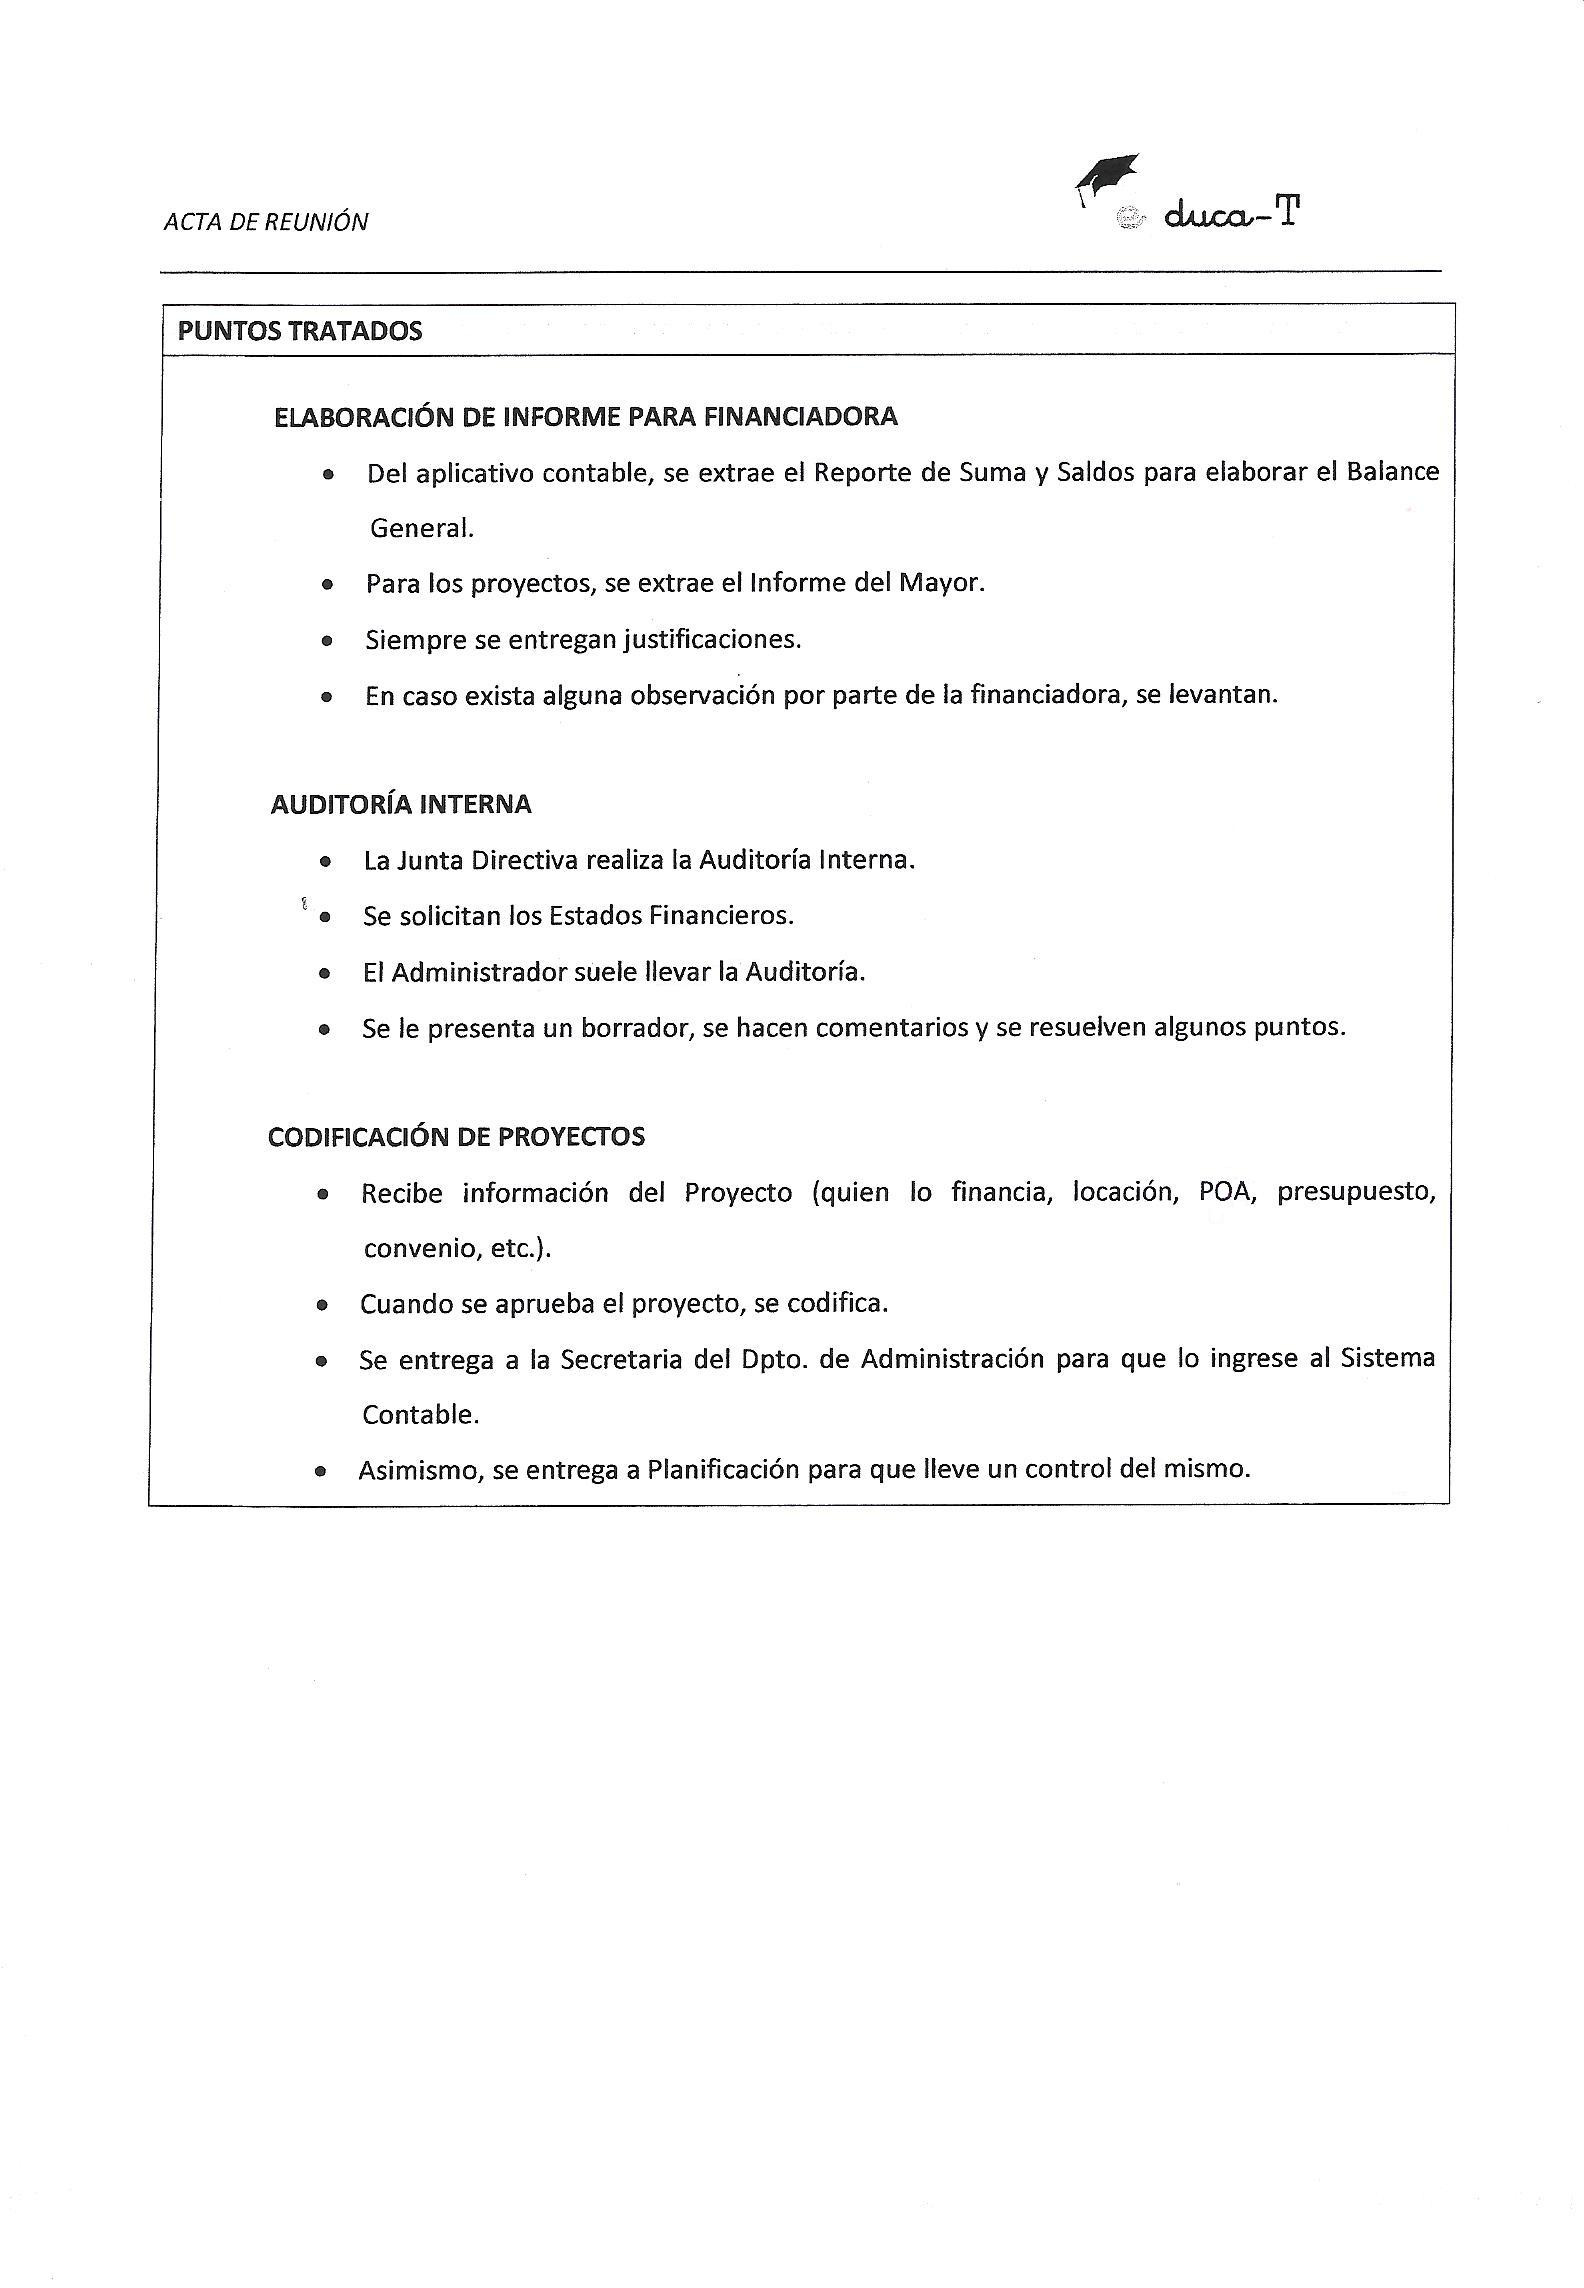 ACTA DE REUNIÓN
duca-T
PUNTOS TRATADOS
ELABORACIÓN DE INFORME PARA FINANCIADORA
• Del aplicativo contable, se extrae el Reporte de Suma y Saldos para elaborar el Balance
General.
• Para los proyectos, se extrae el Informe del Mayor.
• Siempre se entregan justificaciones.
• En caso exista alguna observación por parte de la financiadora, se levantan.
AUDITORÍA INTERNA
• La Junta Directiva realiza la Auditoría Interna.
• Se solicitan los Estados Financieros.
• El Administrador suele llevar la Auditoría.
• Se le presenta un borrador, se hacen comentarios y se resuelven algunos puntos.
CODIFICACIÓN DE PROYECTOS
• Recibe información del Proyecto (quien lo financia, locación, POA, presupuesto,
convenio, etc.).
• Cuando se aprueba el proyecto, se codifica.
• Se entrega a la Secretaria del Dpto. de Administración para que lo ingrese al Sistema
Contable.
• Asimismo, se entrega a Planificación para que lleve un control del mismo.